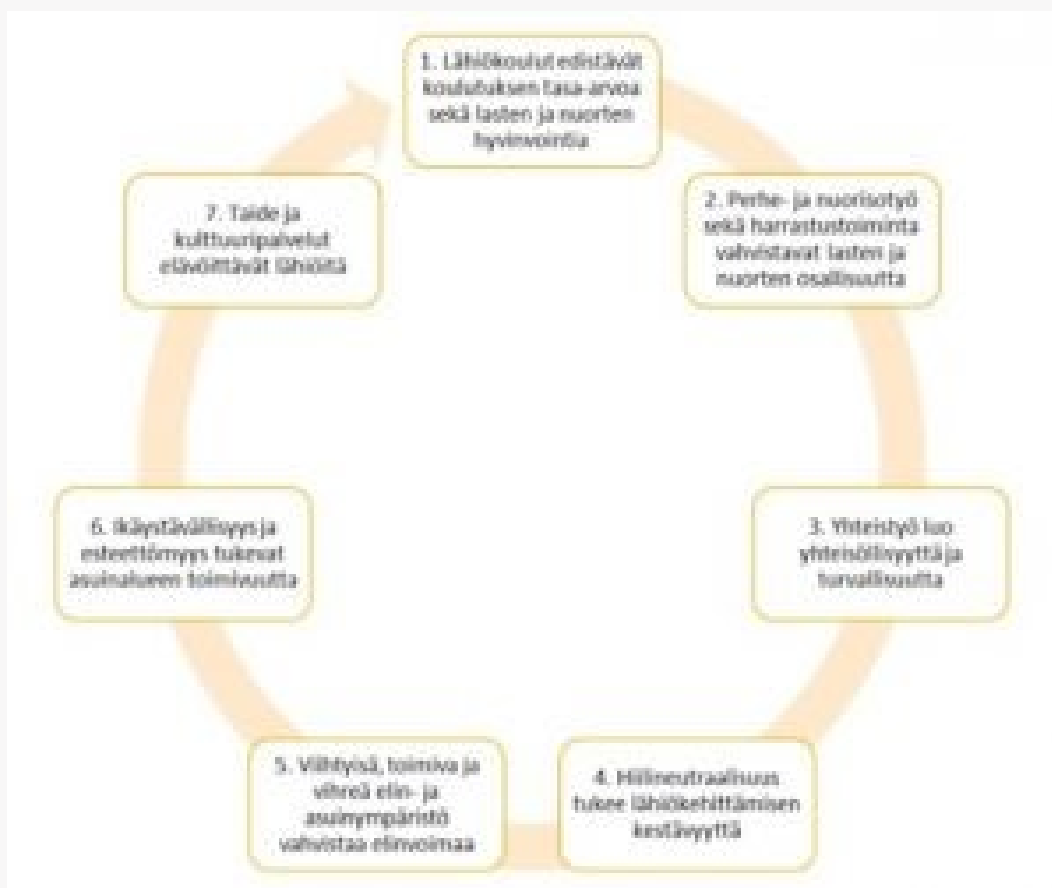 1. Lähiökoulut edistävät
koulutuksen tasa-arvoa
sekä lasten ja nuorten
hyvinvointia
2. Perhe- ja nuorisotyö
sekä harrastustoiminta
vahvistavat lasten ja
nuorten osallisuutta
3. Yhteistyö luo
yhteisöllisyyttä ja
turvallisuutta
4. Hiilineutraalisuus
tukee lähiökehittämisen
kestävyyttä
5. Viihtyisä, toimiva ja
vihreä elin- ja
asuinympäristö
vahvistaa elinvoimaa
6. Ikäystävällisyys ja
esteettömyys tukevat
asuinalueen toimivuutta
7. Taide ja
kulttuuripalvelut
elävöittävät lähiöitä